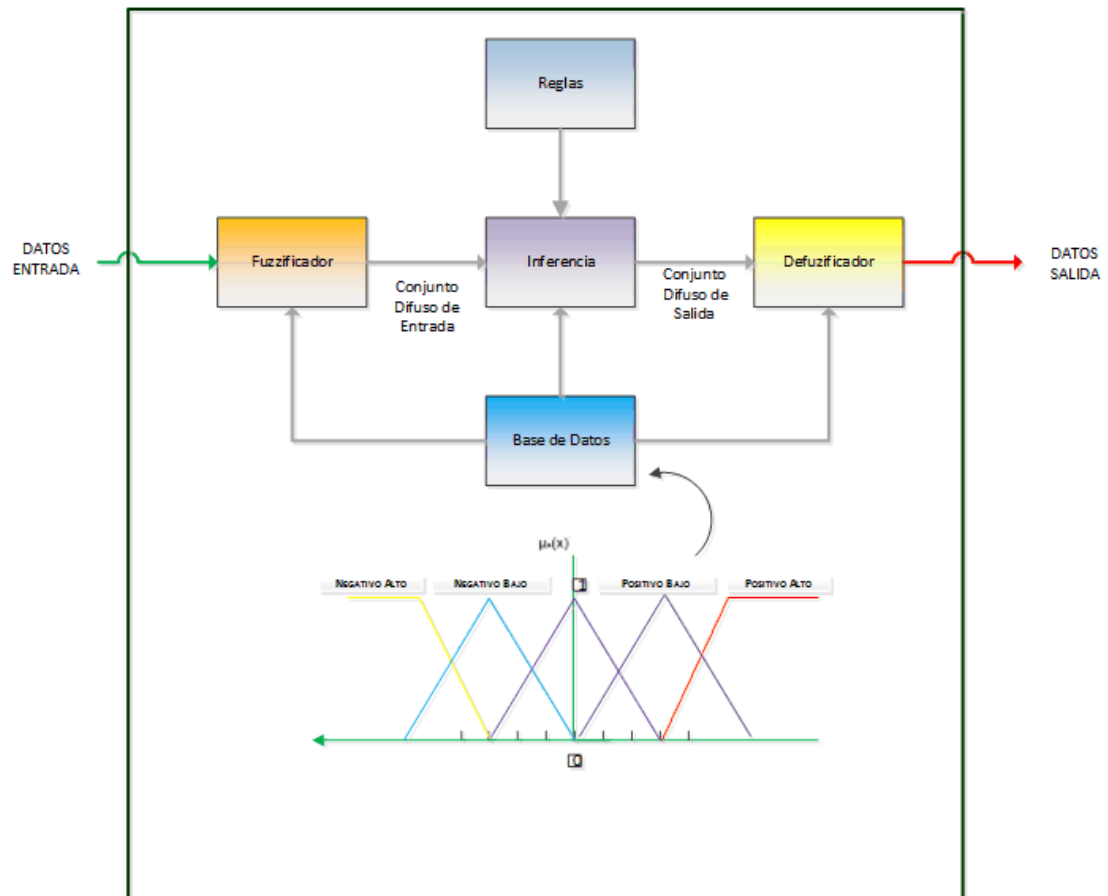 Reglas
DATOS
ENTRADA
Fuzzificador
Conjunto
Difuso de
Entrada
Inferencia
Conjunto
Difuso de
Salida
Defuzificador
DATOS
SALIDA
Base de Datos
μₐ(x)
NEGATIVO ALTO
NEGATIVO BAJO
1
POSITIVO BAJO
POSITIVO ALTO
0